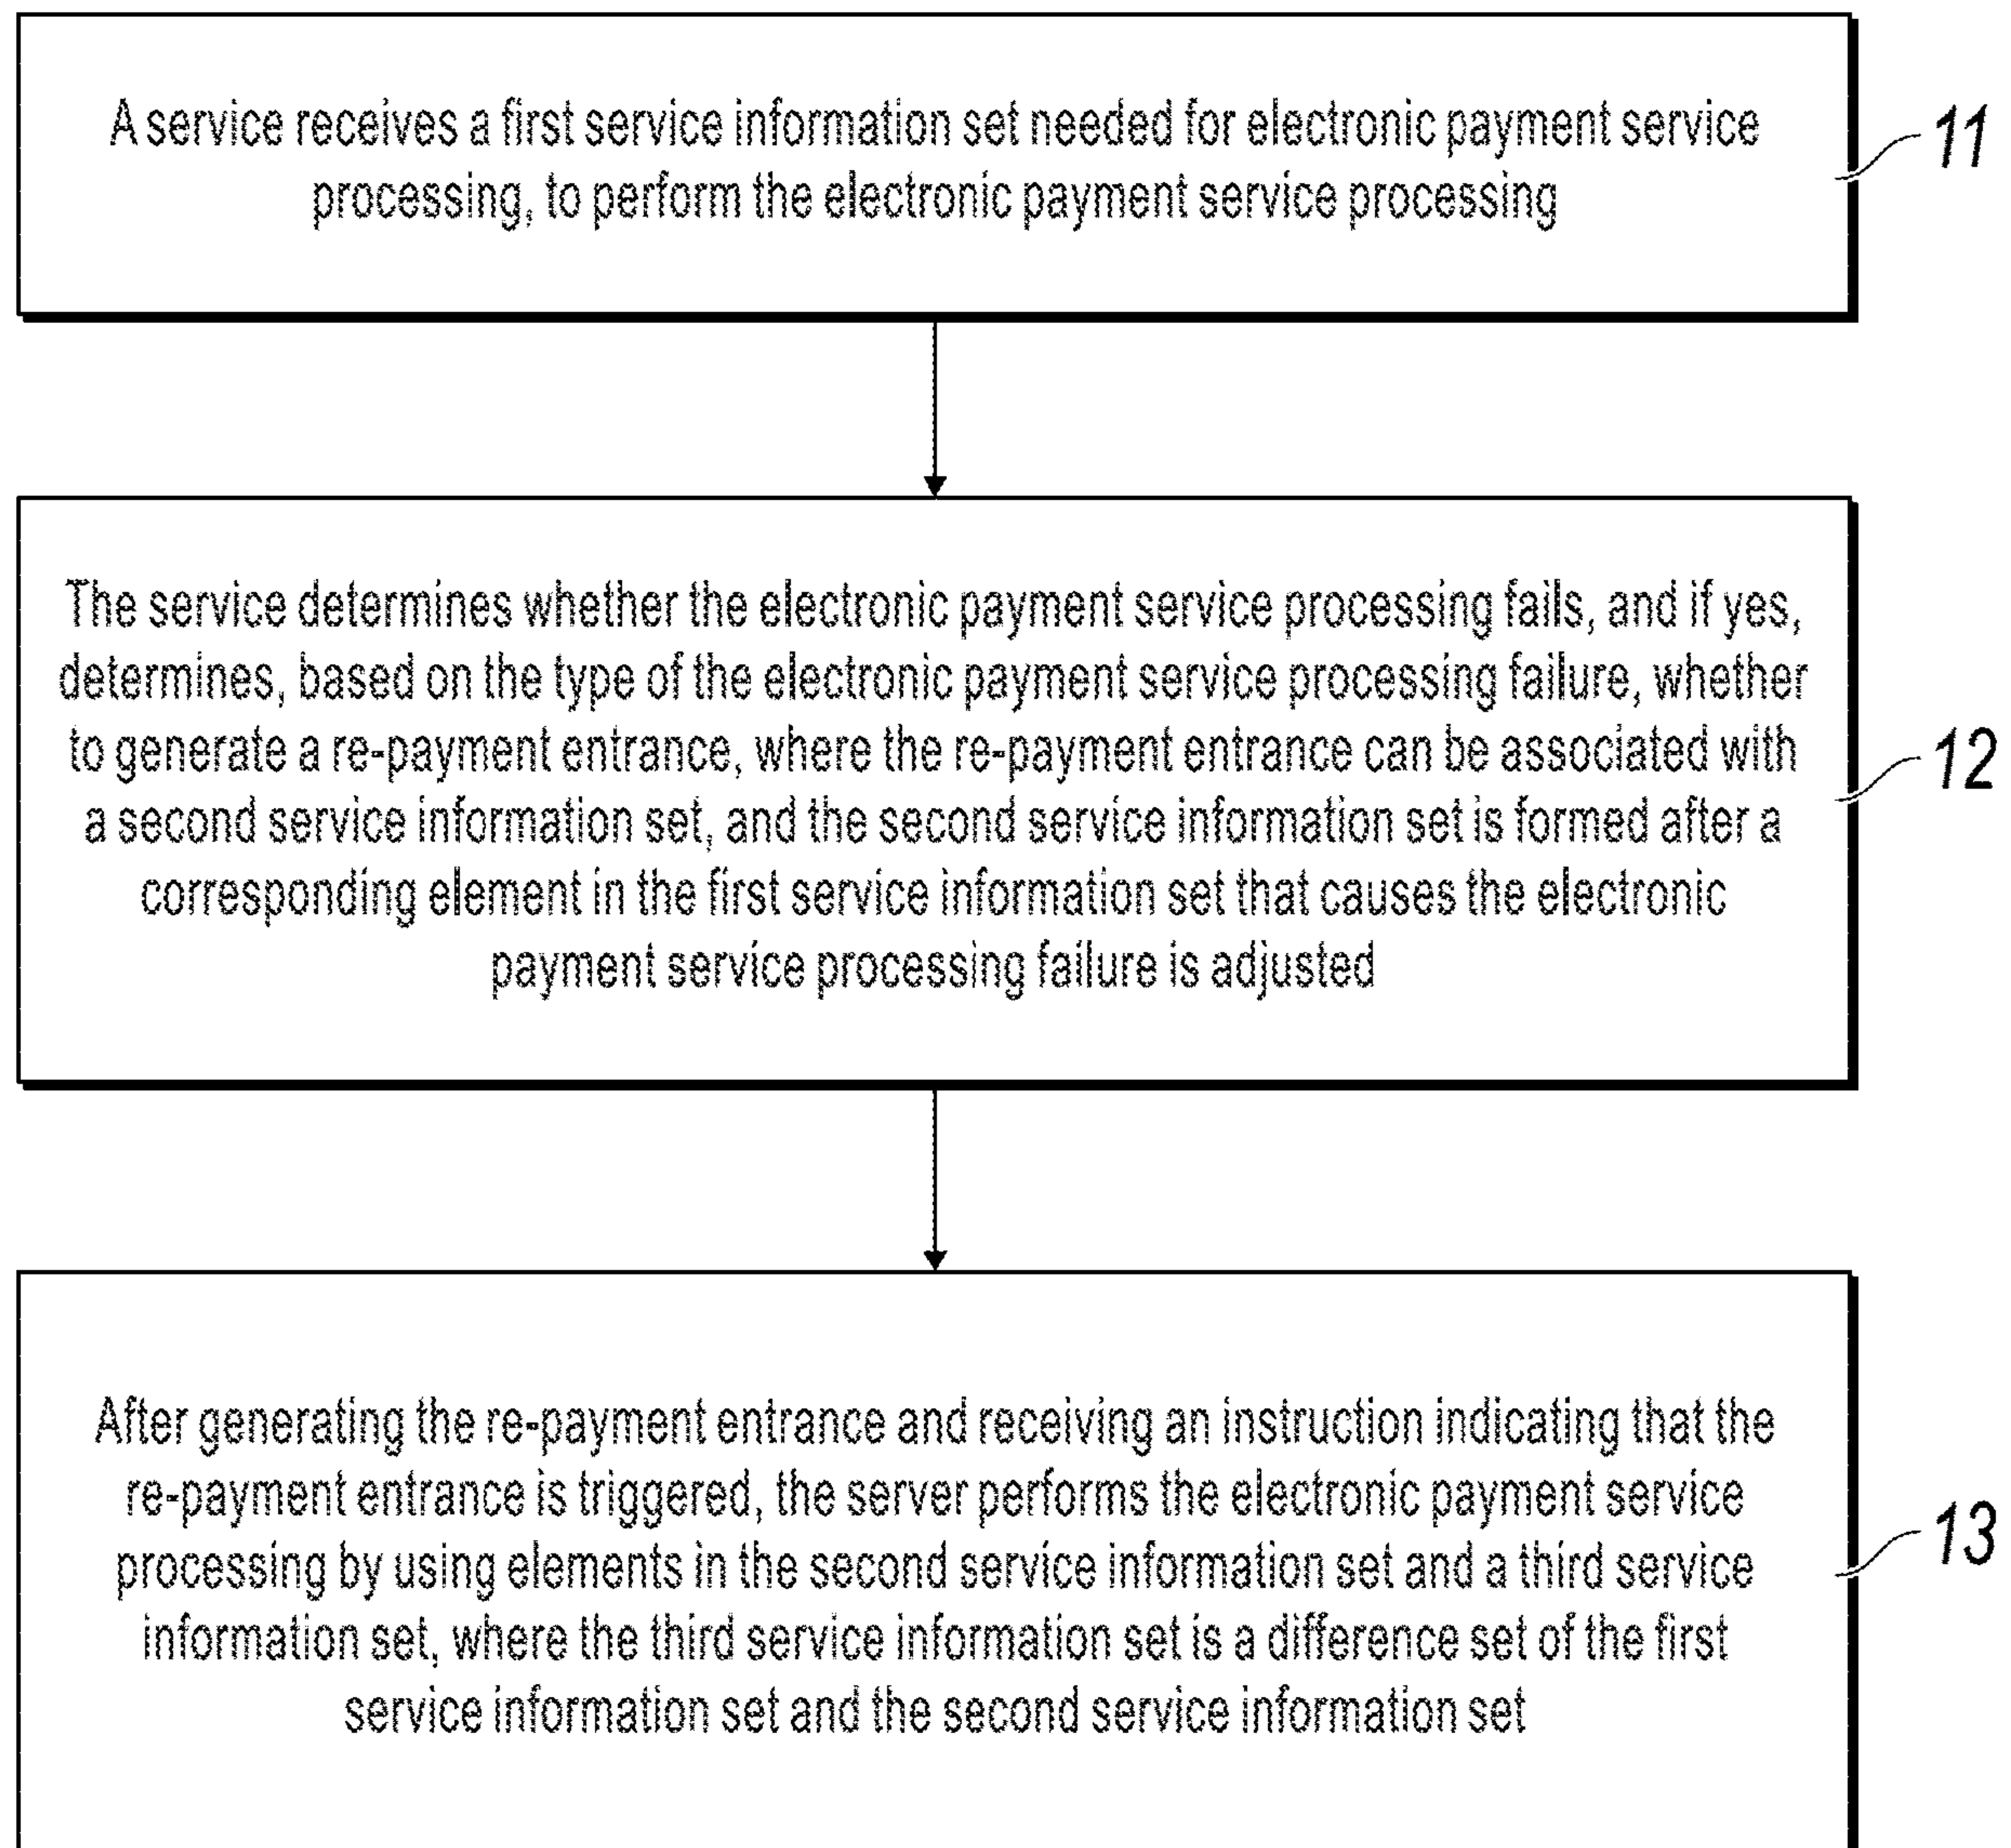 A service receives a first service information set needed for electronic payment service
processing, to perform the electronic payment service processing
11
The service determines whether the electronic payment service processing fails, and if yes,
determines, based on the type of the electronic payment service processing failure, whether
to generate a re-payment entrance, where the re-payment entrance can be associated with
a second service information set, and the second service information set is formed after a
corresponding element in the first service information set that causes the electronic
payment service processing failure is adjusted
12
After generating the re-payment entrance and receiving an instruction indicating that the
re-payment entrance is triggered, the server performs the electronic payment service
processing by using elements in the second service information set and a third service
information set, where the third service information set is a difference set of the first
service information set and the second service information set
13